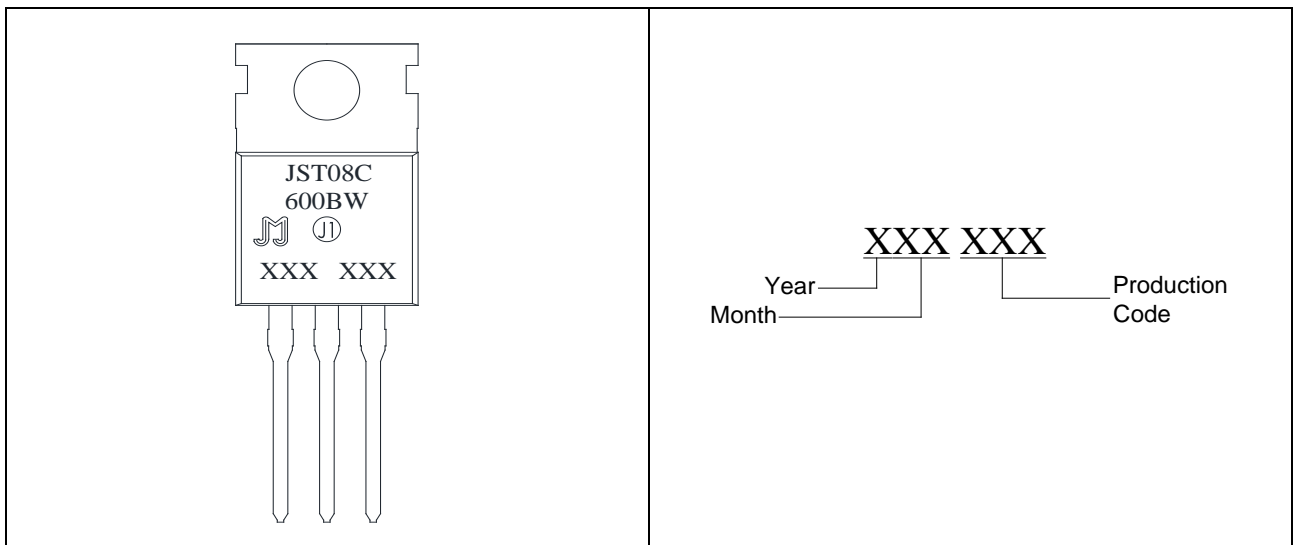 JST08C
600BW
J1
XXX XXX
XXX XXX
Year
Month
Production
Code